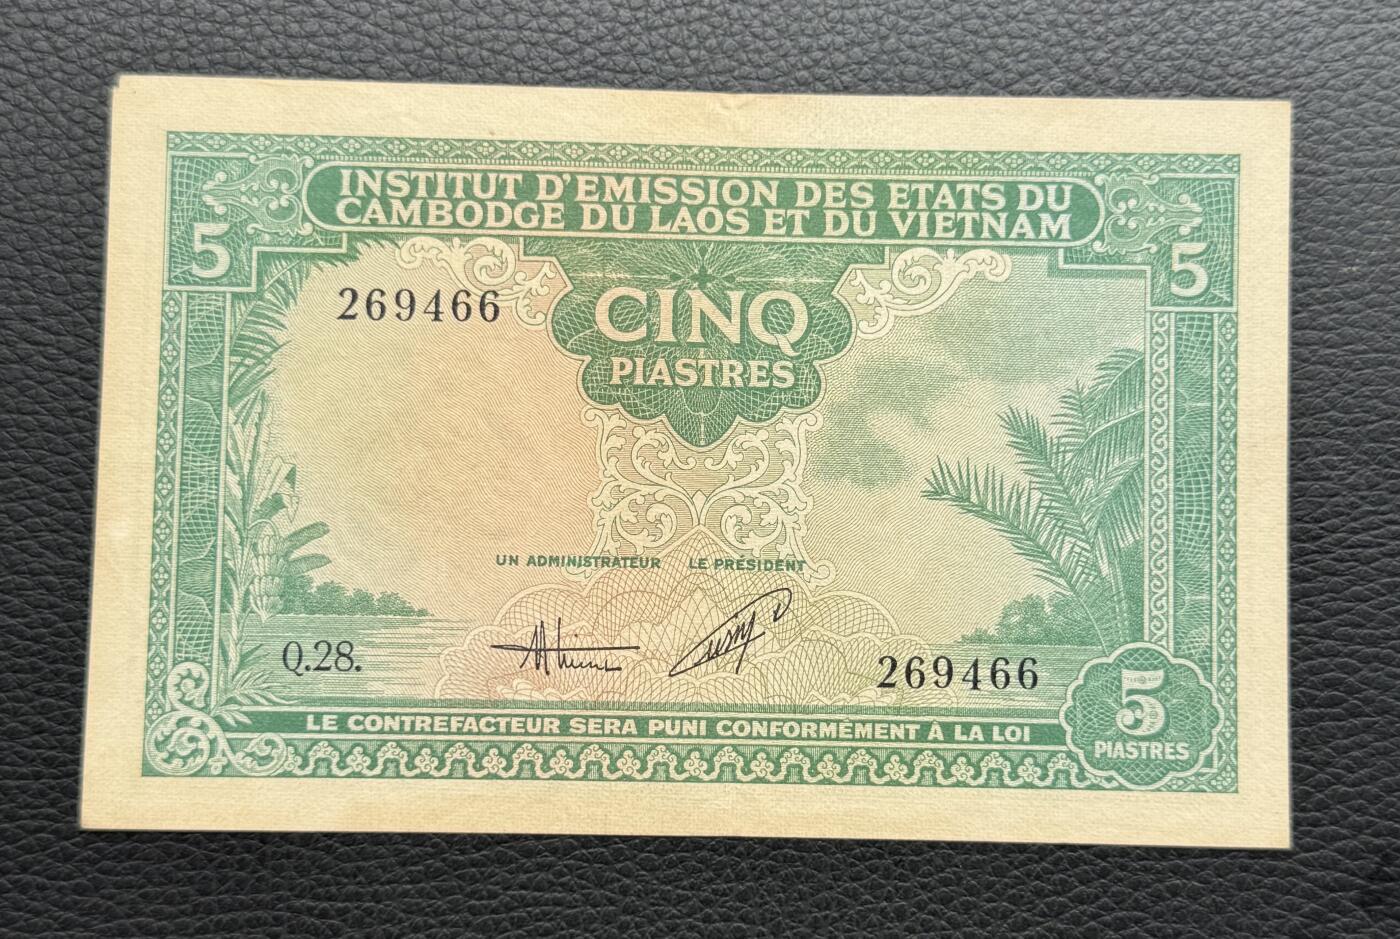 INSTITUT D'EMISSION DES ETATS DU
CAMBODGE DU LAOS ET DU VIETNAM
5
5
269466
CINQ
PIASTRES
UN ADMINISTRATEUR LE PRÉSIDENT
Q.28.
269466
5
PIASTRES
LE CONTREFACTEUR SERA PUNI CONFORMÉMENT À LA LOI